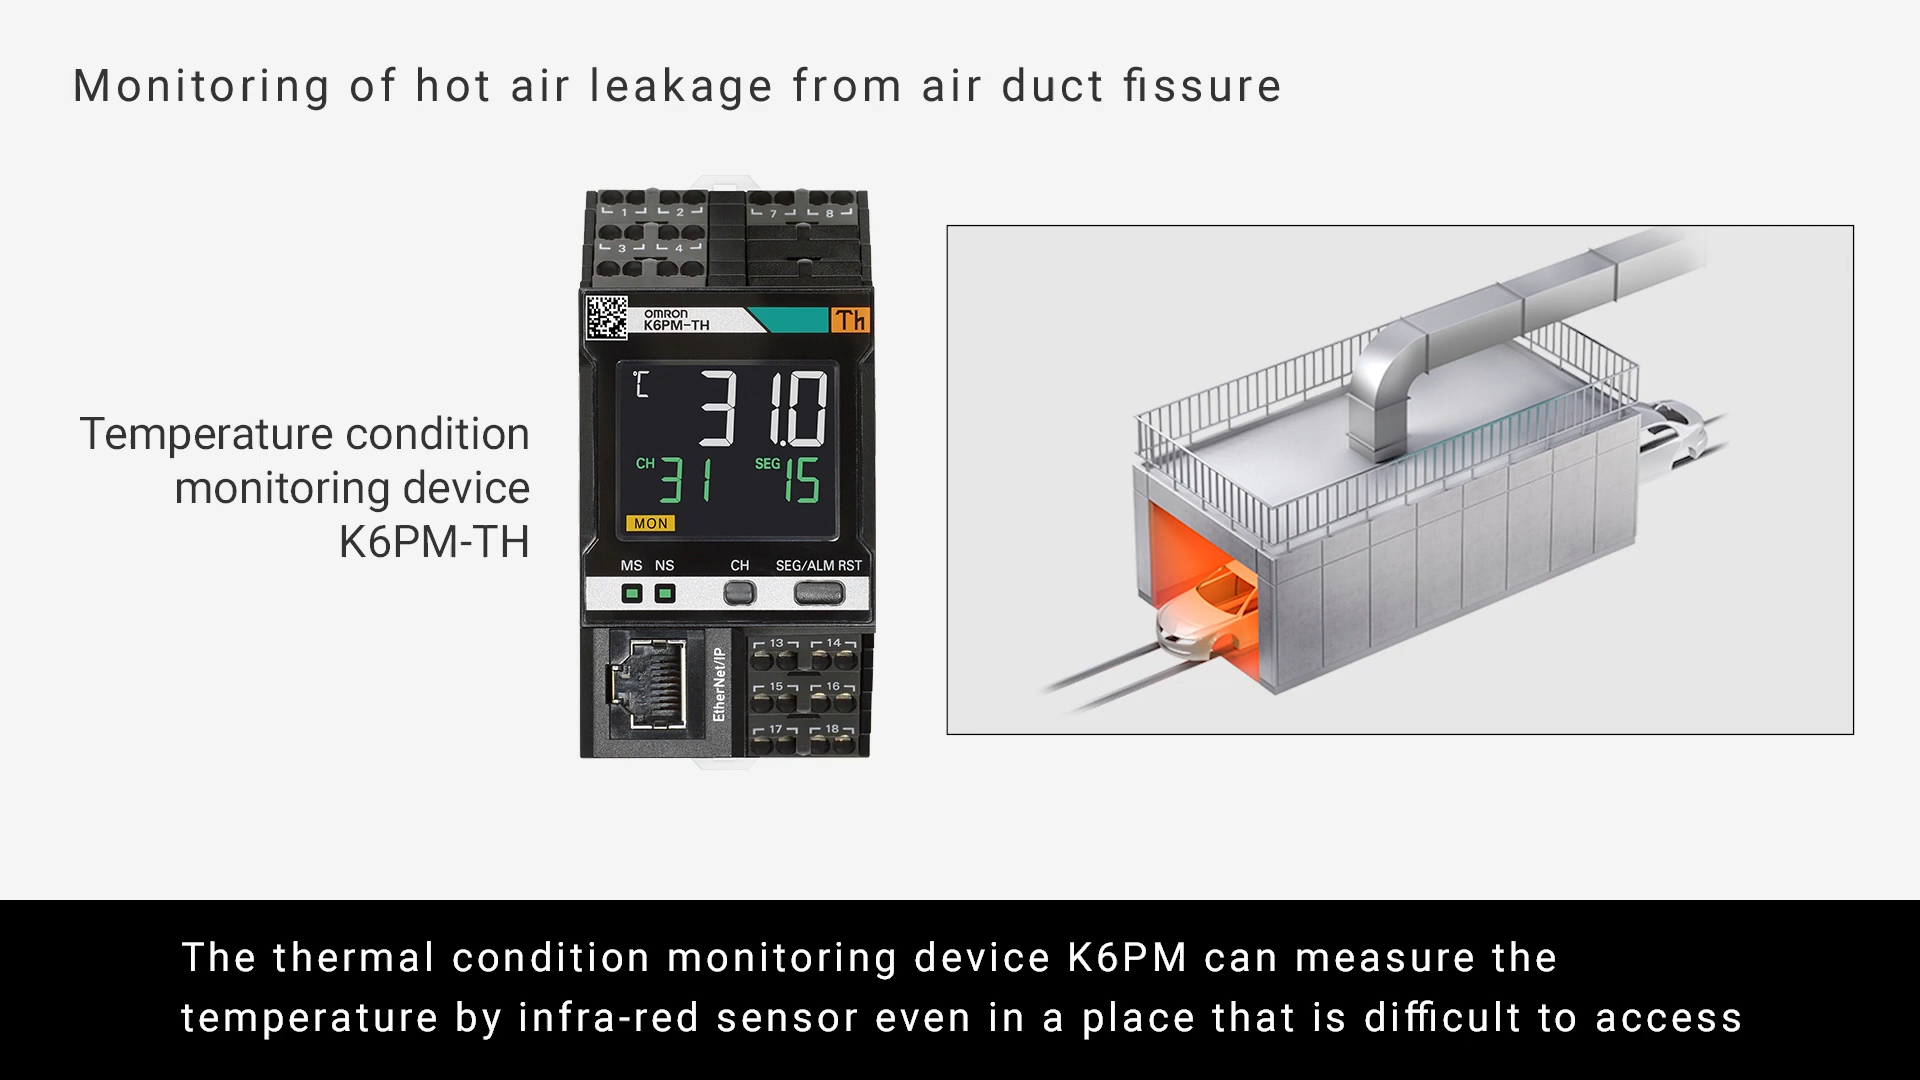 Monitoring of hot air leakage from air duct fissure
Temperature condition
monitoring device
K6PM-TH
1 2 7 8
3 4
OMRON
K6PM-TH
Th
℃ 31.0
CH 31 SEG 15
MON
MS NS CH SEG/ALM RST
EtherNet/IP
13 14
15 16
17 18
The thermal condition monitoring device K6PM can measure the
temperature by infra-red sensor even in a place that is difficult to access